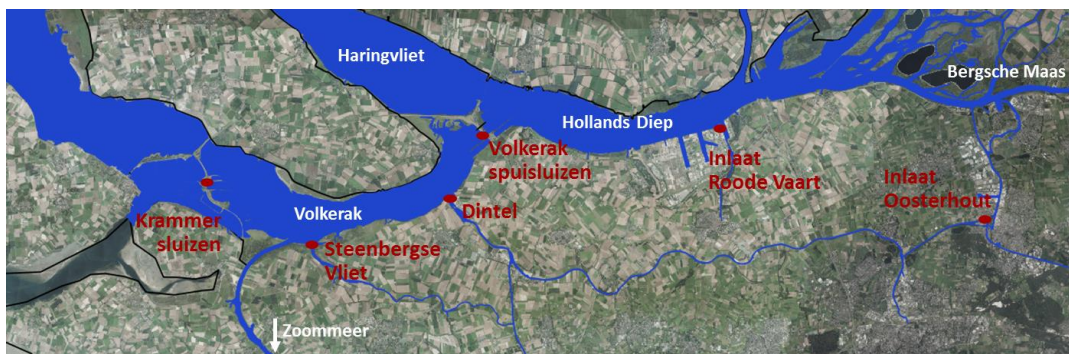 Haringvliet
Bergsche Maas
Hollands Diep
Volkerak
spuisluizen
Inlaat
Roode Vaart
Inlaat
Oosterhout
Krammer
sluizen
Volkerak
Dintel
Steenbergse
Vliet
Zoommeer